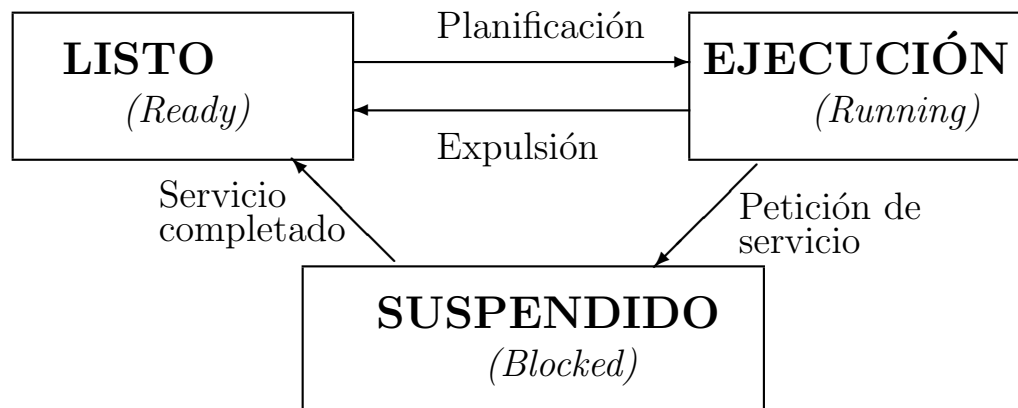 Planificación
LISTO
(Ready)
EJECUCIÓN
(Running)
Expulsión
Servicio
completado
Petición de
servicio
SUSPENDIDO
(Blocked)